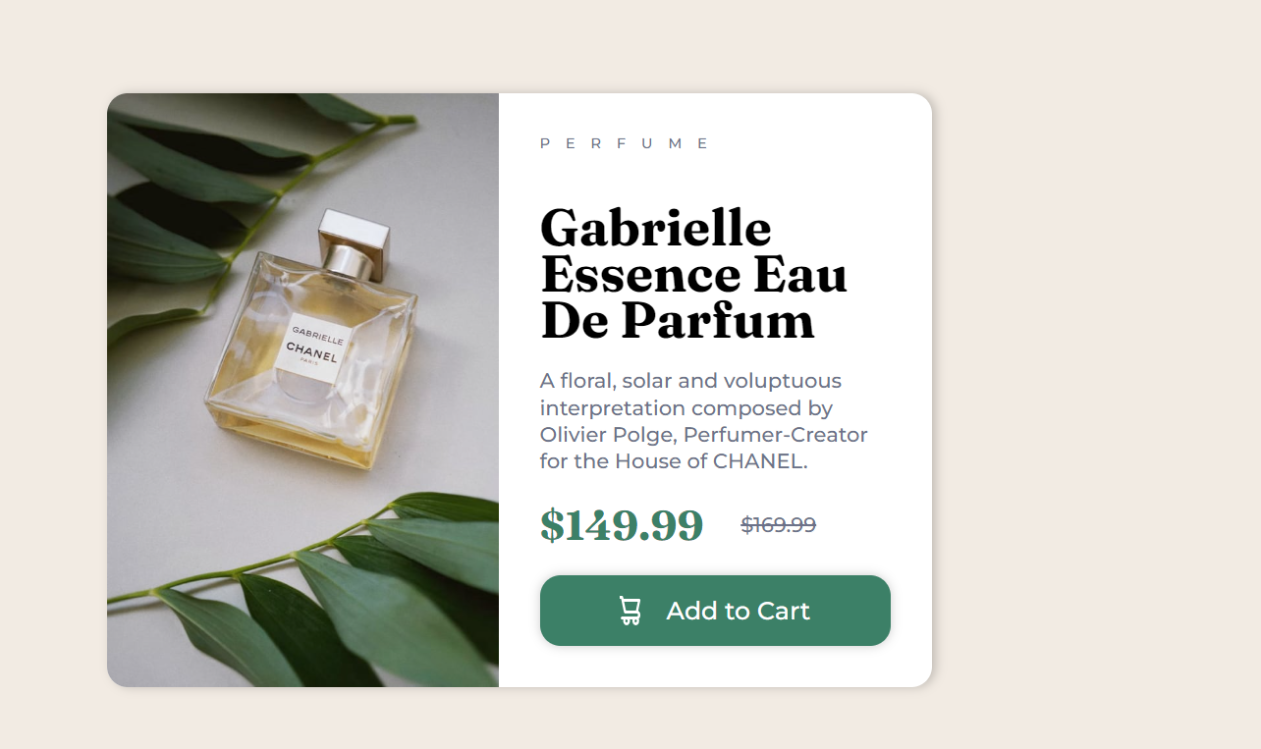 GABRIELLE
CHANEL
PARIS
PERFUME
Gabrielle
Essence Eau
De Parfum
A floral, solar and voluptuous
interpretation composed by
Olivier Polge, Perfumer-Creator
for the House of CHANEL.
$149.99 $169.99
Add to Cart